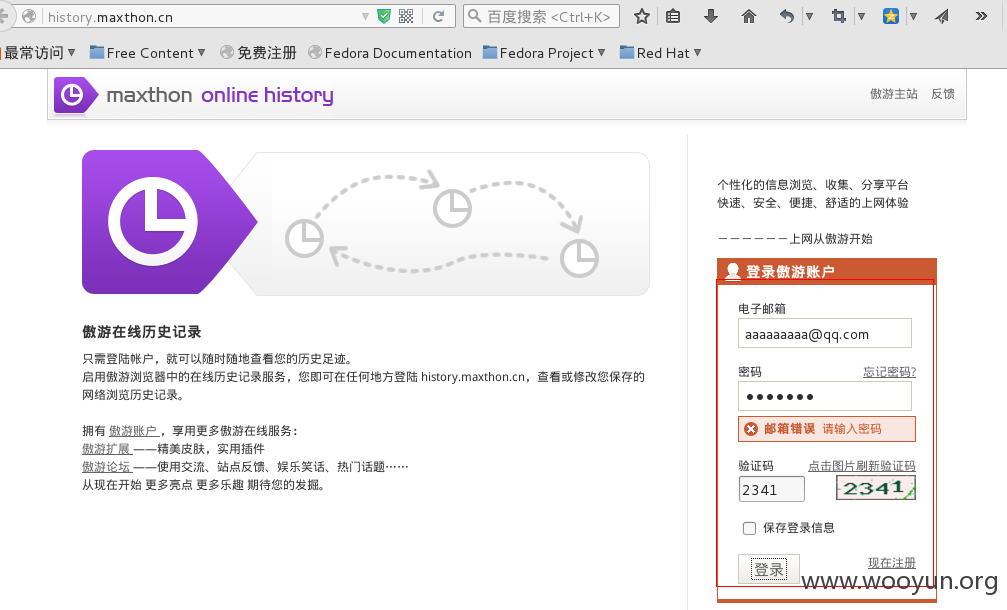 history.maxthon.cn
百度搜索 <Ctrl+K>
最常访问
Free Content
免费注册
Fedora Documentation
Fedora Project
Red Hat
maxthon online history
傲游主站 反馈
个性化的信息浏览、收集、分享平台
快速、安全、便捷、舒适的上网体验
－－－－－－上网从傲游开始
登录傲游账户
电子邮箱
aaaaaaaaa@qq.com
密码 忘记密码?
•••••••
邮箱错误 请输入密码
验证码 点击图片刷新验证码
2341 2341
保存登录信息
登录 现在注册
傲游在线历史记录
只需登陆帐户，就可以随时随地查看您的历史足迹。
启用傲游浏览器中的在线历史记录服务，您即可在任何地方登陆 history.maxthon.cn，查看或修改您保存的
网络浏览历史记录。
拥有 傲游账户 ，享用更多傲游在线服务：
傲游扩展 ——精美皮肤，实用插件
傲游论坛 ——使用交流、站点反馈、娱乐笑话、热门话题……
从现在开始 更多亮点 更多乐趣 期待您的发掘。
www.wooyun.org